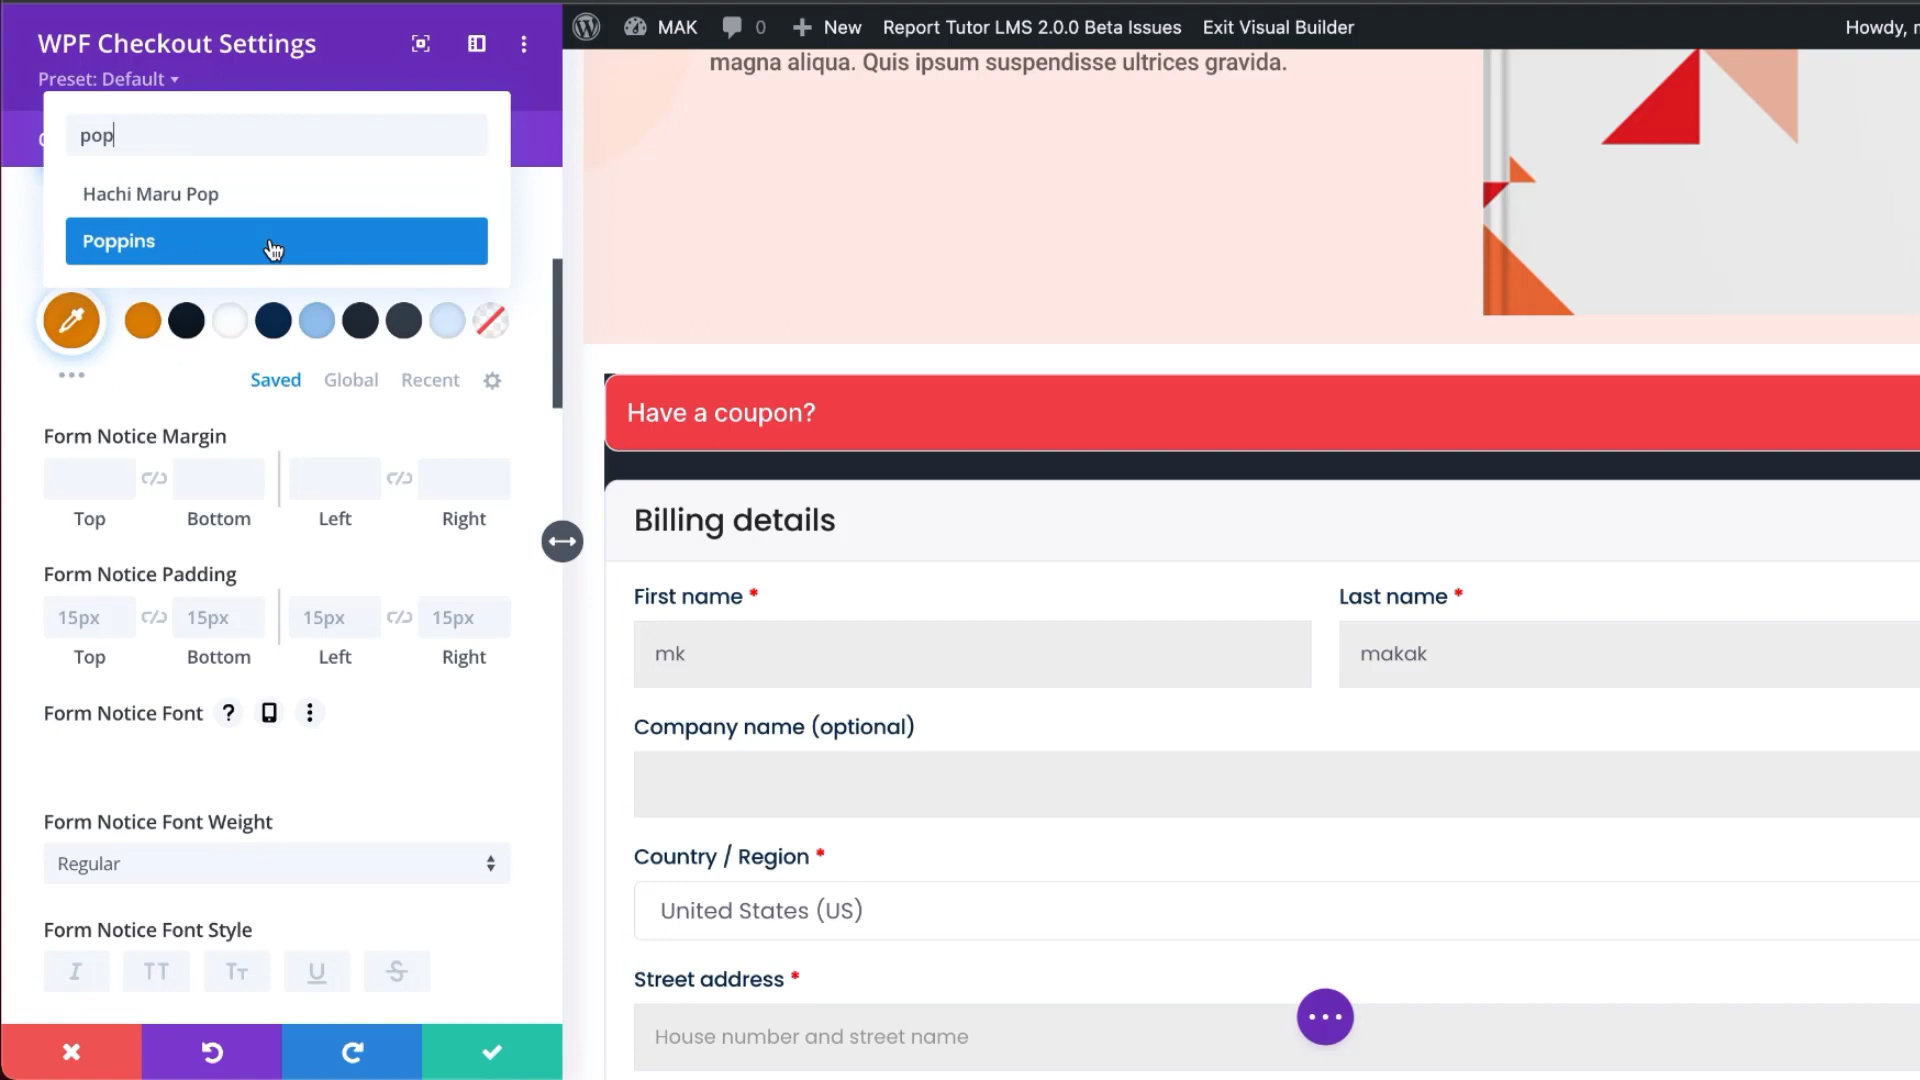 WPF Checkout Settings
Preset: Default
pop
Hachi Maru Pop
Poppins
Saved Global Recent
Form Notice Margin
Top Bottom Left Right
Form Notice Padding
15px 15px 15px 15px
Top Bottom Left Right
Form Notice Font ?
Form Notice Font Weight
Regular
Form Notice Font Style
I TT Tт U S
MAK 0 New Report Tutor LMS 2.0.0 Beta Issues Exit Visual Builder Howdy,
magna aliqua. Quis ipsum suspendisse ultrices gravida.
Have a coupon?
Billing details
First name * Last name *
mk makak
Company name (optional)
Country / Region *
United States (US)
Street address *
House number and street name